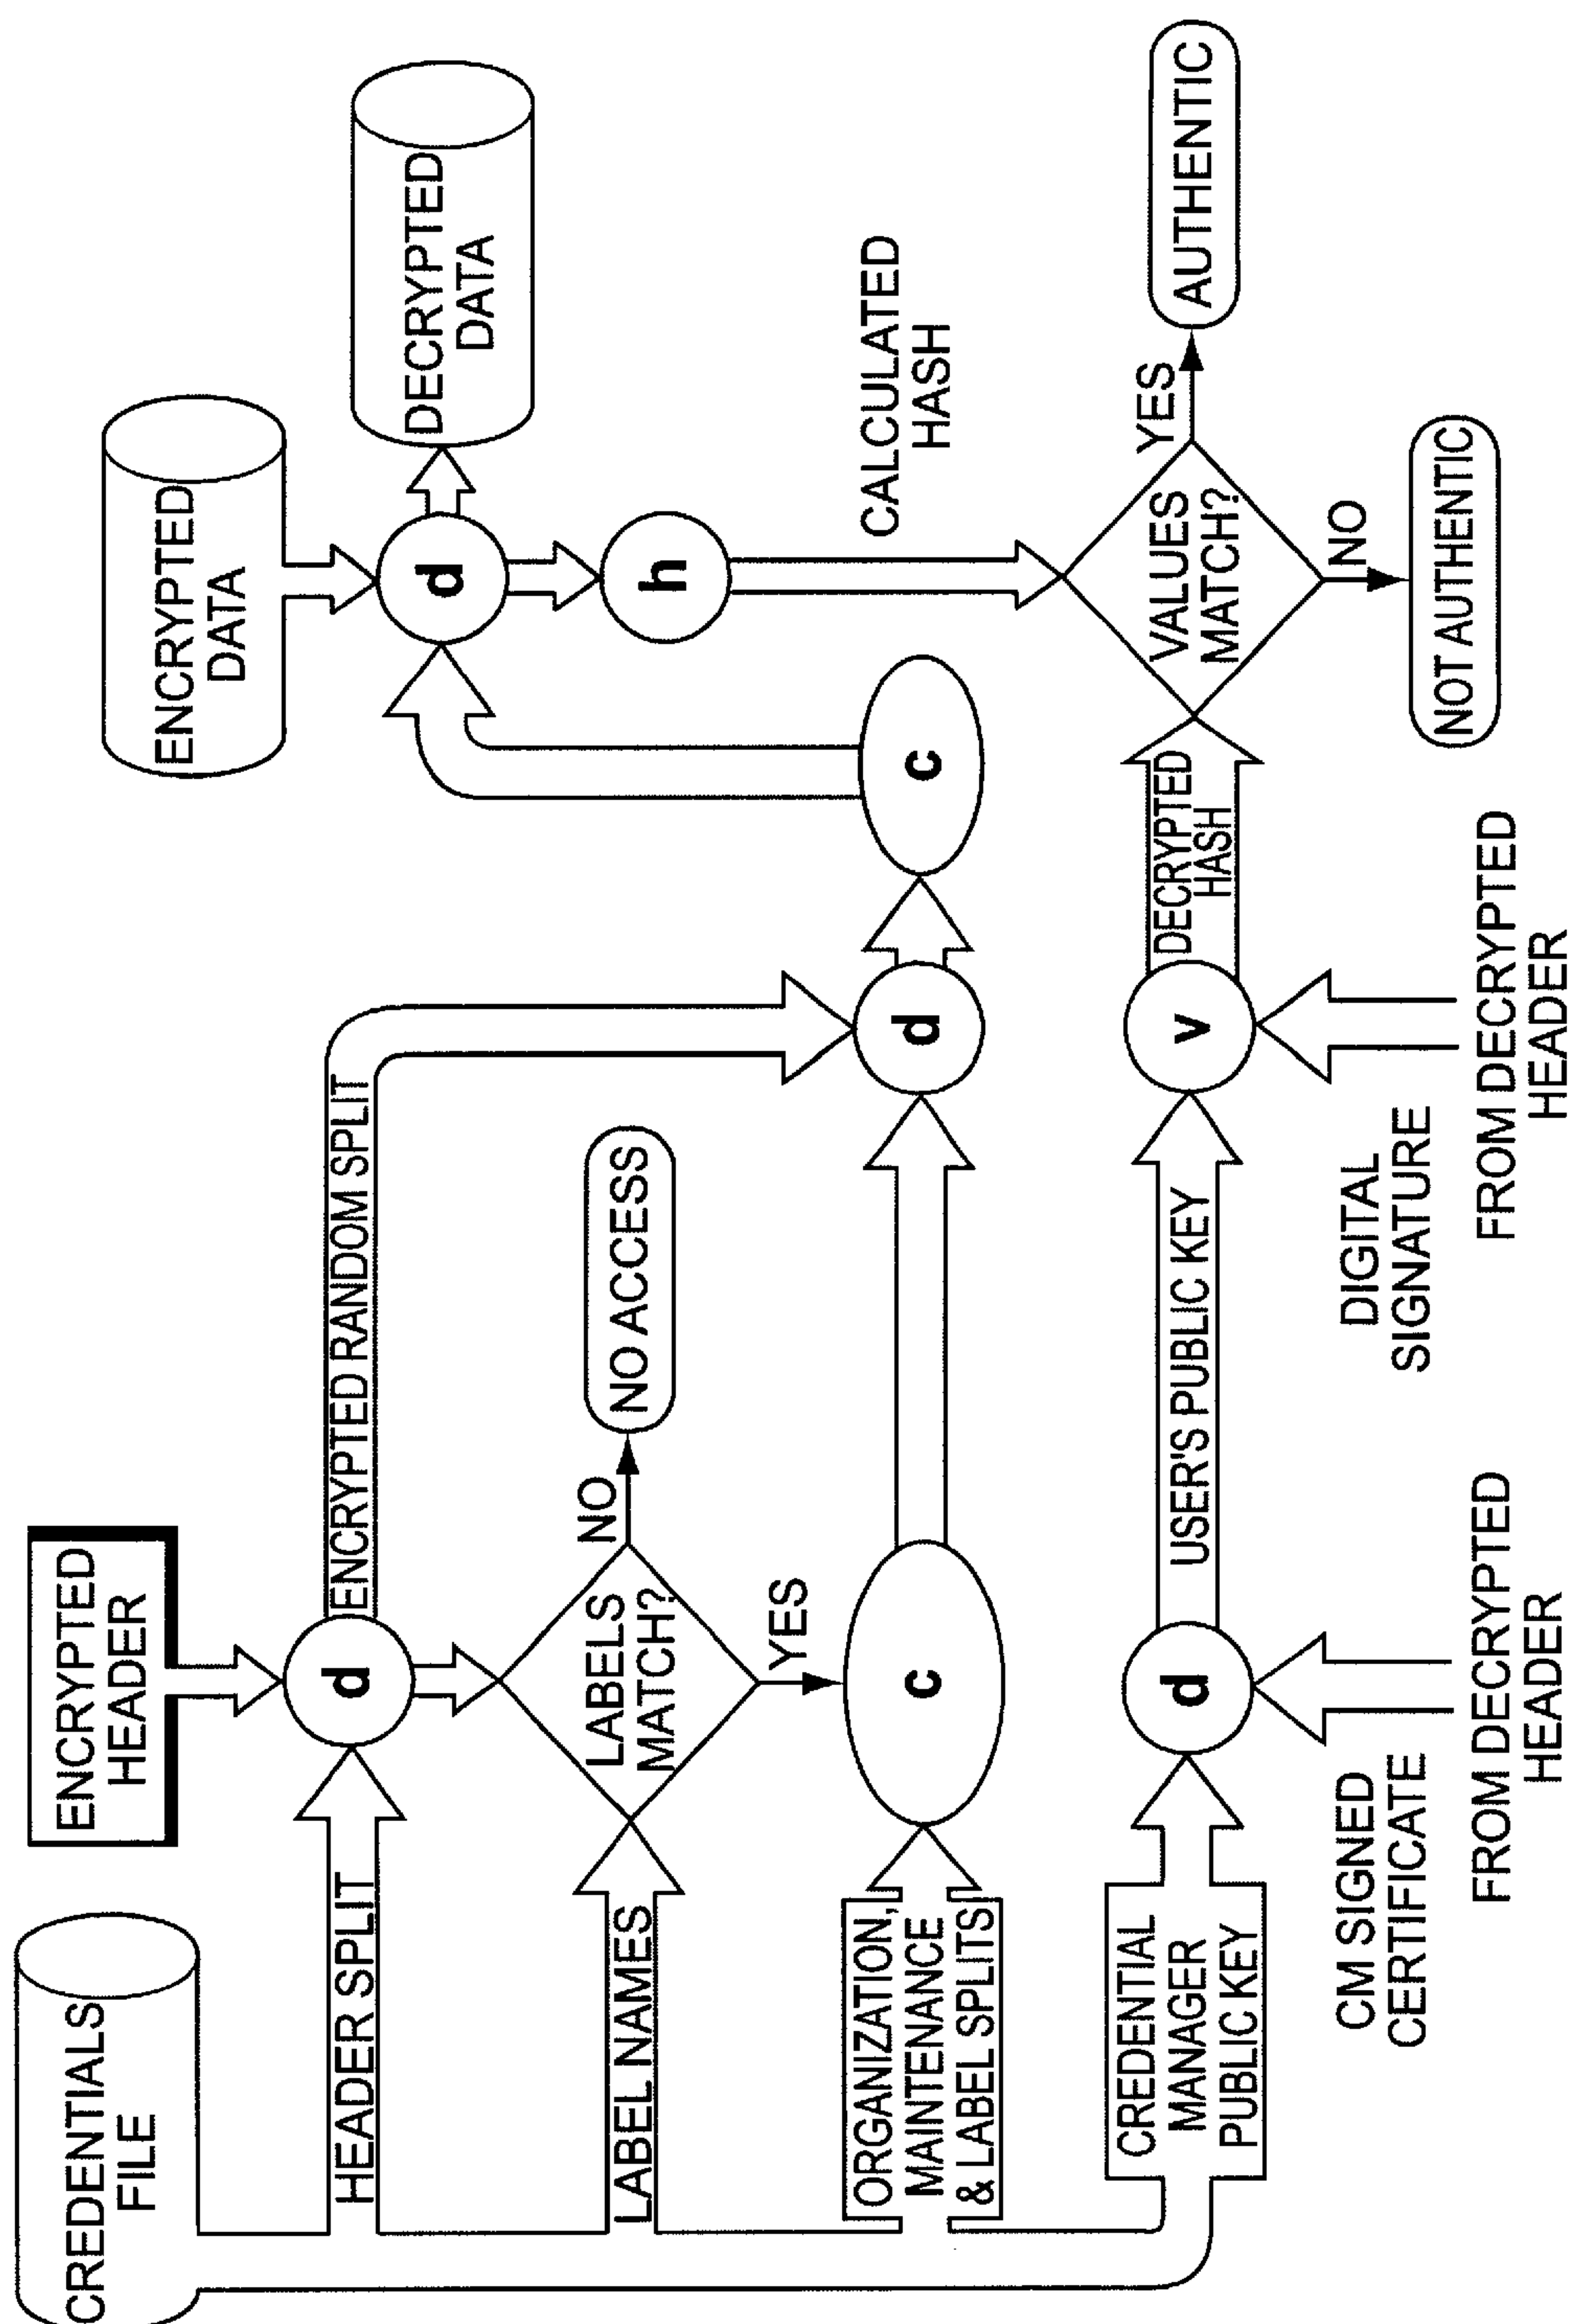 CREDENTIALS
FILE
ENCRYPTED
HEADER
ENCRYPTED
DATA
HEADER SPLIT
d
ENCRYPTED RANDOM SPLIT
d
DECRYPTED
DATA
LABEL NAMES
LABELS
MATCH?
NO
NO ACCESS
YES
h
ORGANIZATION,
MAINTENANCE
& LABEL SPLITS
c
d
c
CALCULATED
HASH
CREDENTIAL
MANAGER
PUBLIC KEY
d
USER'S PUBLIC KEY
v
DECRYPTED
HASH
VALUES
MATCH?
YES
AUTHENTIC
NO
NOT AUTHENTIC
CM SIGNED
CERTIFICATE
FROM DECRYPTED
HEADER
DIGITAL
SIGNATURE
FROM DECRYPTED
HEADER